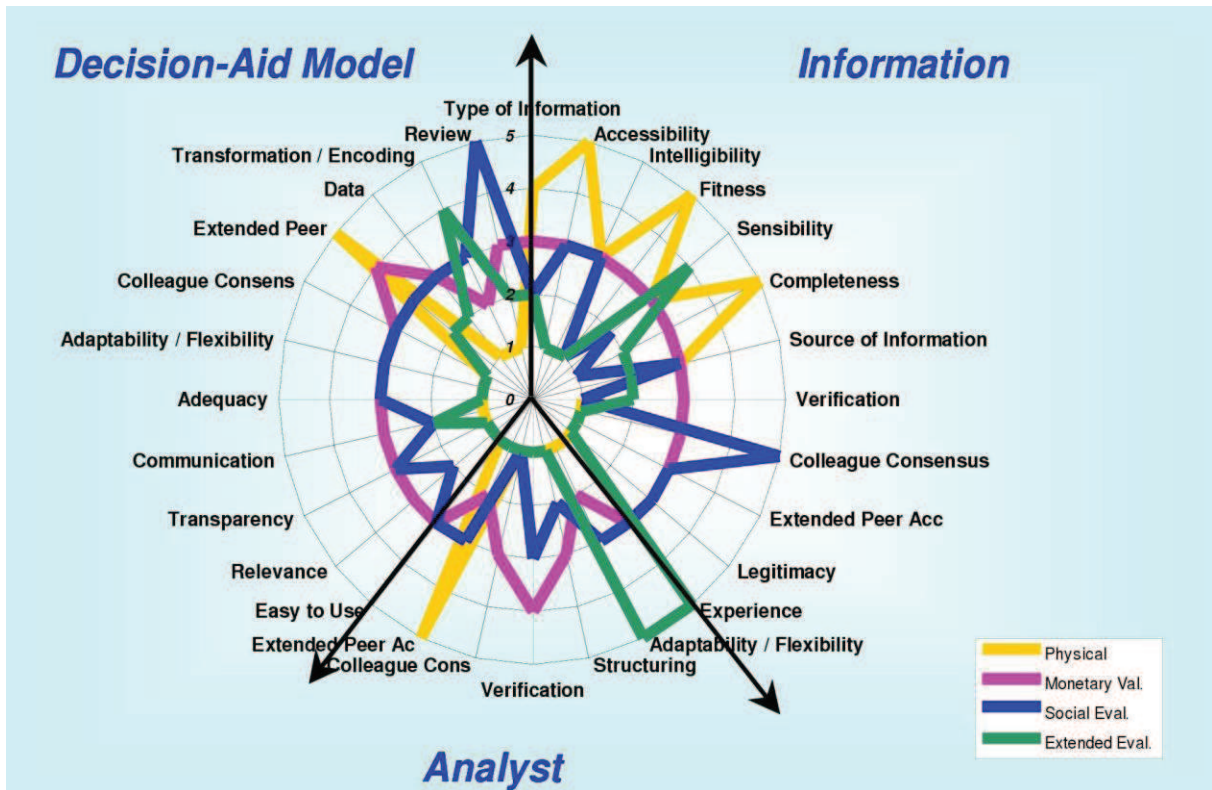 Decision-Aid Model
Information
Type of Information
Review
Accessibility
Transformation / Encoding
Intelligibility
Data
Fitness
Extended Peer
Sensibility
Colleague Consens
Completeness
Adaptability / Flexibility
Source of Information
Adequacy
Verification
Communication
Colleague Consensus
Transparency
Extended Peer Acc
Relevance
Legitimacy
Easy to Use
Experience
Extended Peer Ac
Adaptability / Flexibility
Colleague Cons
Structuring
Verification
5
4
3
2
1
0
Physical
Monetary Val.
Social Eval.
Extended Eval.
Analyst